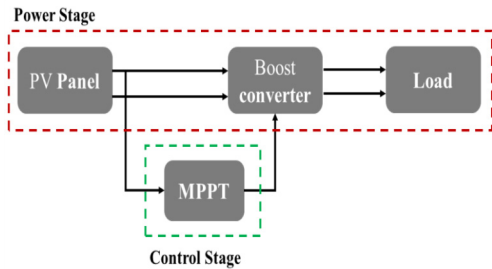 Power Stage
PV Panel
Boost
converter
Load
MPPT
Control Stage